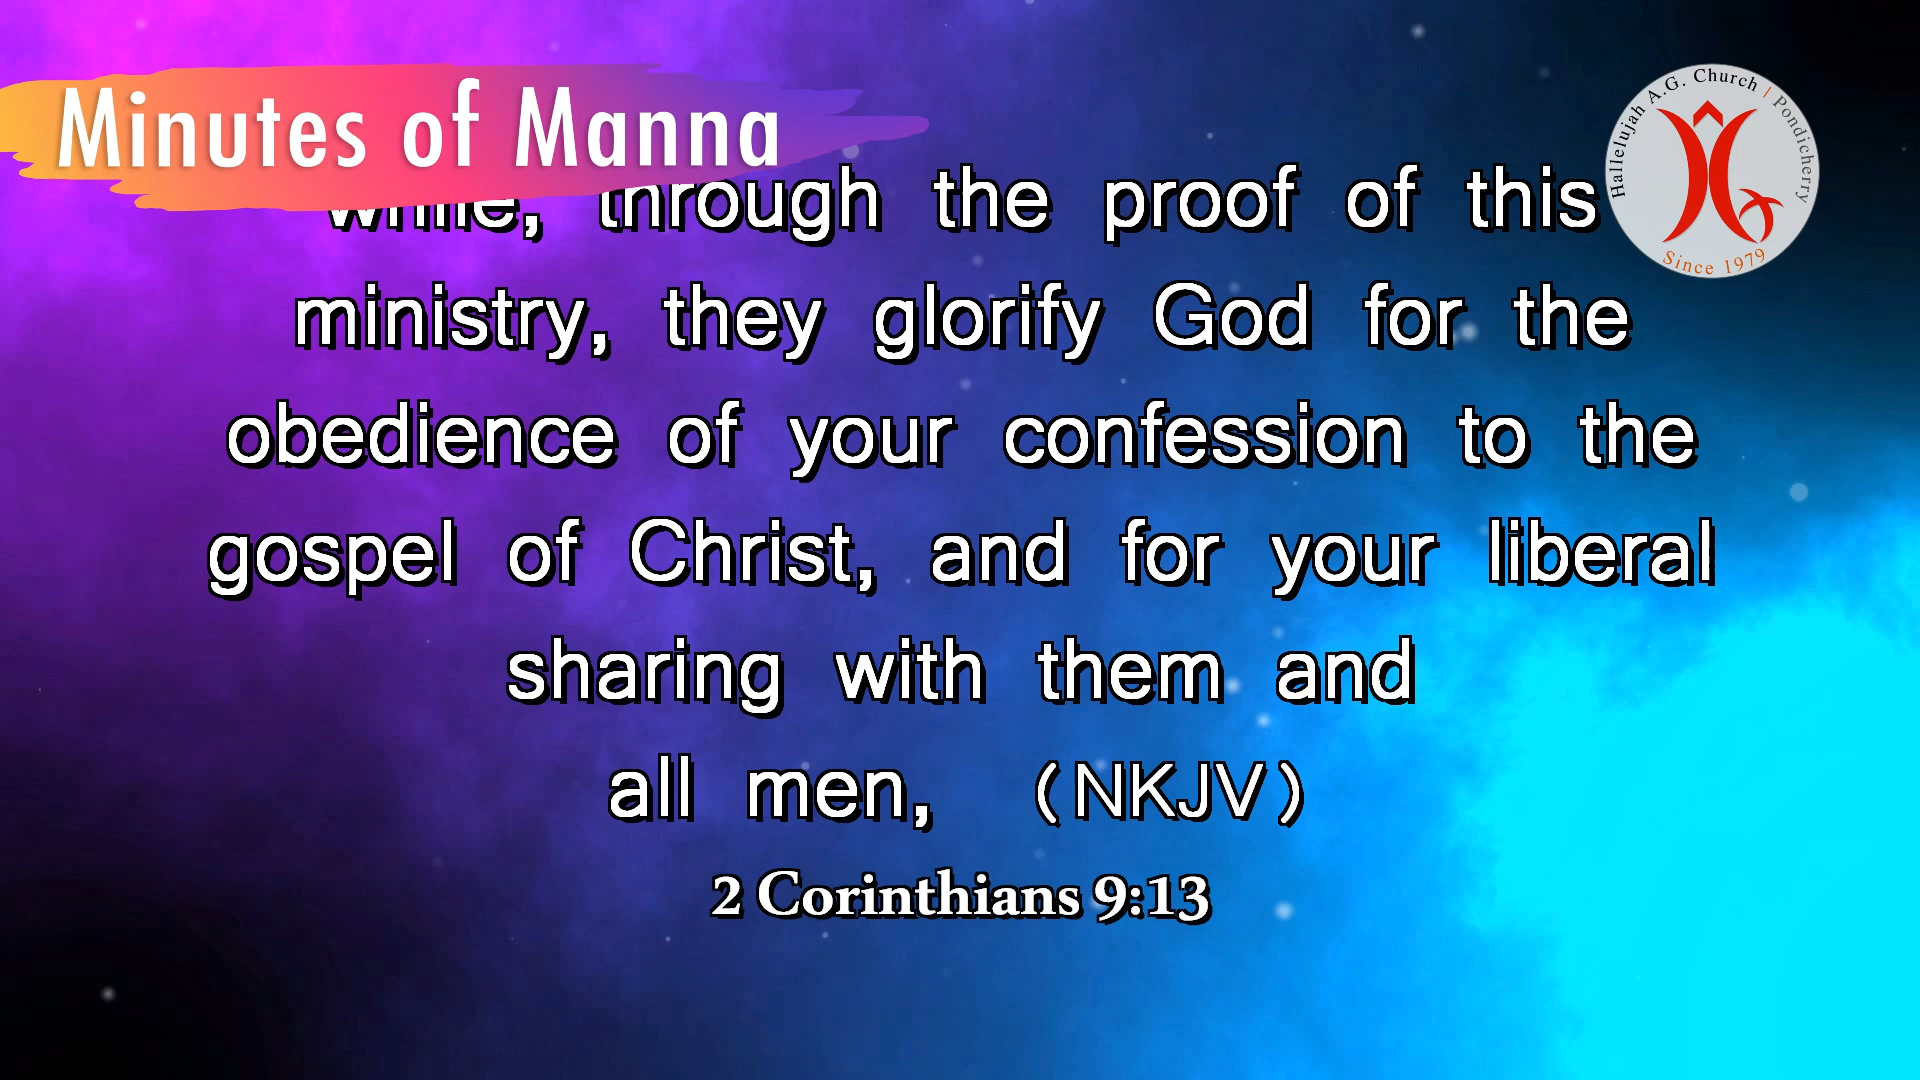 Minutes of Manna
Hallelujah A.G. Church | Pondicherry
Since 1979
while, through the proof of this
ministry, they glorify God for the
obedience of your confession to the
gospel of Christ, and for your liberal
sharing with them and
all men, (NKJV)
2 Corinthians 9:13